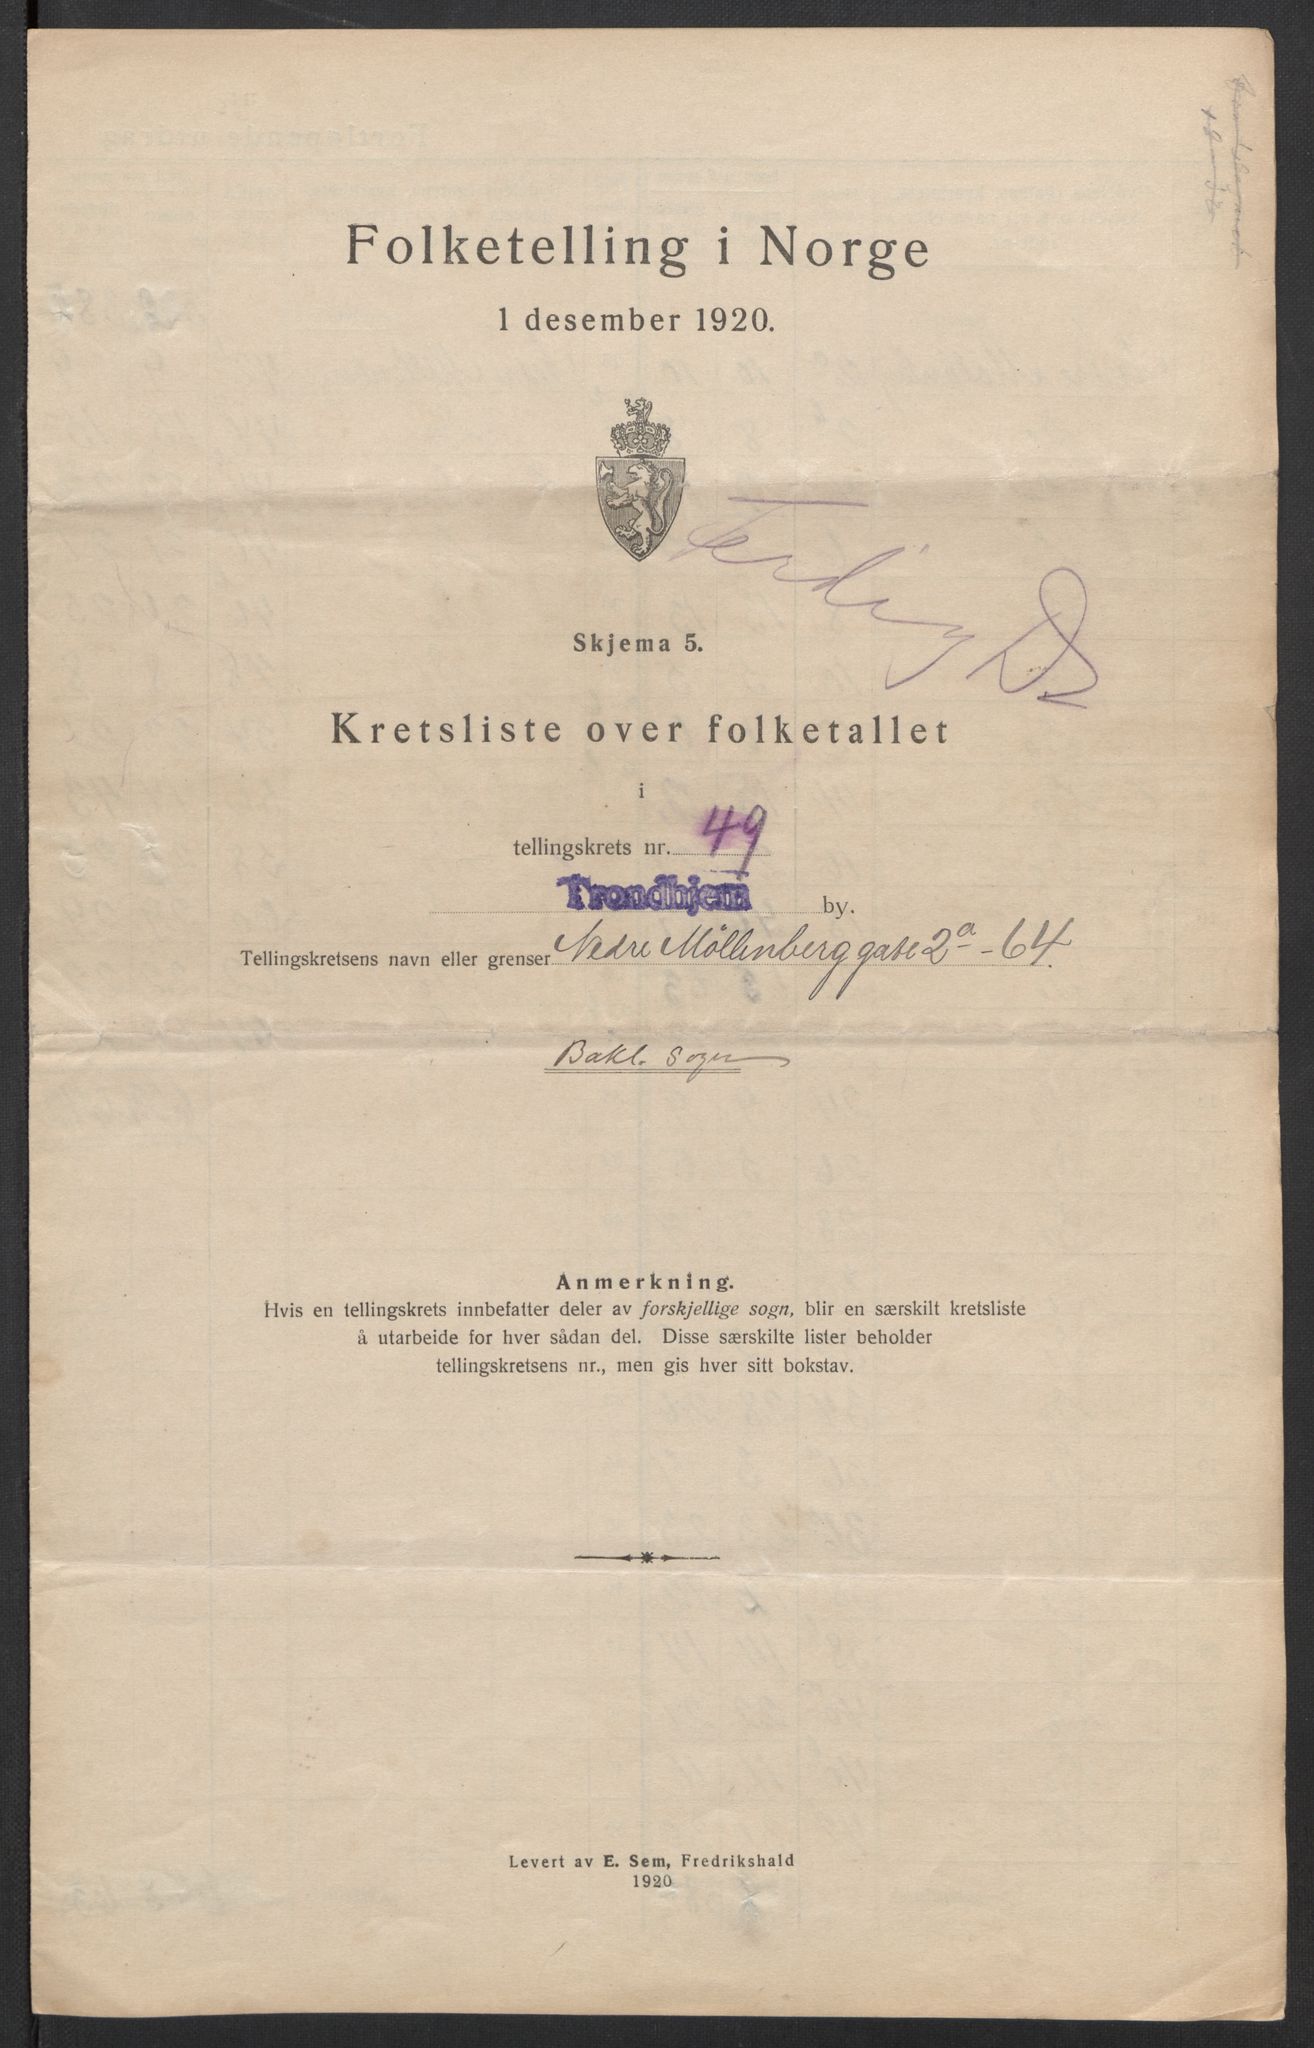 Folketelling i Norge
1 desember 1920.
Ferdig
Skjema 5.
Kretsliste over folketallet
i
tellingskrets nr. 49
Trondhjem by.
Tellingskretsens navn eller grenser Nedre Möllenberg gate 2a - 64.
Bakl. Sogn
Anmerkning.
Hvis en tellingskrets innbefatter deler av forskjellige sogn, blir en særskilt kretsliste
å utarbeide for hver sådan del. Disse særskilte lister beholder
tellingskretsens nr., men gis hver sitt bokstav.
Levert av E. Sem, Fredrikshald
1920